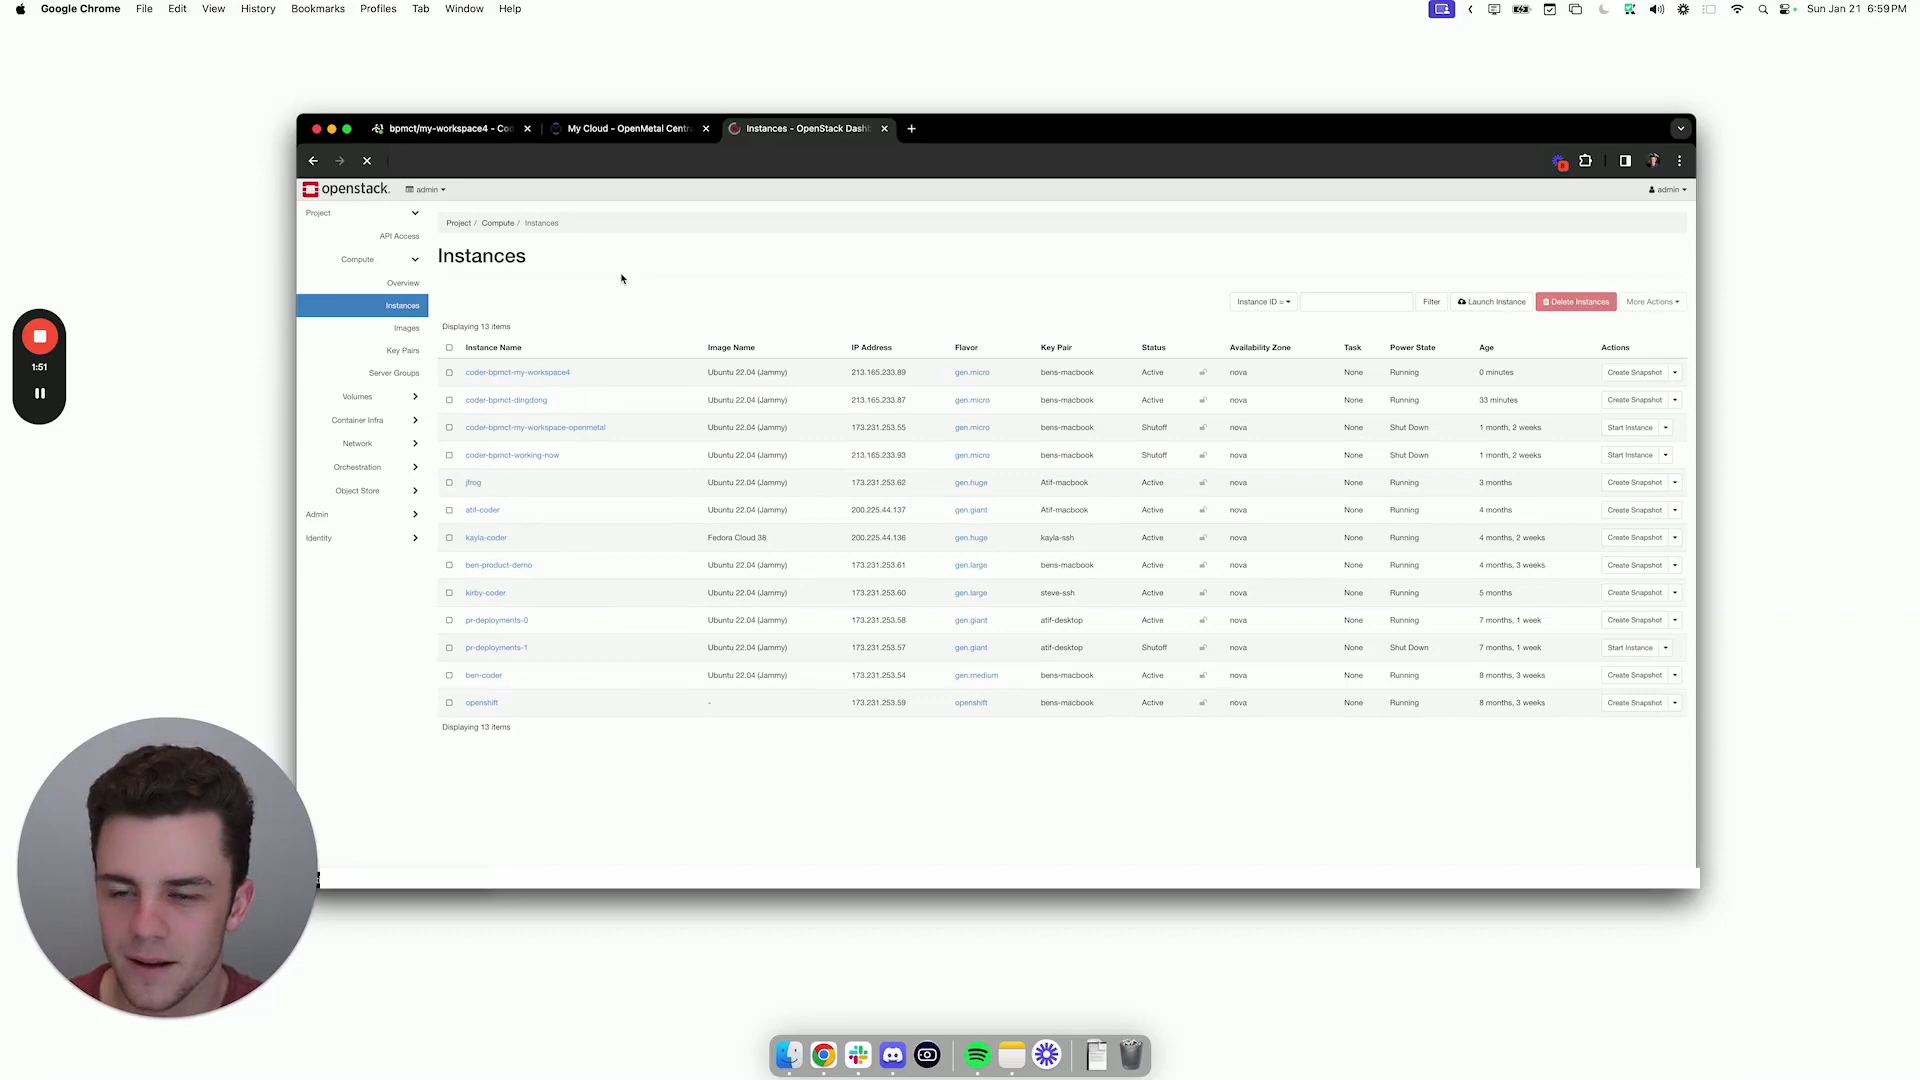 Google Chrome File Edit View History Bookmarks Profiles Tab Window Help Sun Jan 21 6:59 PM
bpmct/my-workspace4 - Co My Cloud - OpenMetal Centr Instances - OpenStack Dash
openstack. admin admin
Project
API Access
Compute
Overview
Instances
Images
Key Pairs
Server Groups
Volumes
Container Infra
Network
Orchestration
Object Store
Admin
Identity
Project / Compute / Instances
Instances
Instance ID = Filter Launch Instance Delete Instances More Actions
Displaying 13 items
Instance Name Image Name IP Address Flavor Key Pair Status Availability Zone Task Power State Age Actions
coder-bpmct-my-workspace4 Ubuntu 22.04 (Jammy) 213.165.233.89 gen.micro bens-macbook Active nova None Running 0 minutes Create Snapshot
coder-bpmct-dingdong Ubuntu 22.04 (Jammy) 213.165.233.87 gen.micro bens-macbook Active nova None Running 33 minutes Create Snapshot
coder-bpmct-my-workspace-openmetal Ubuntu 22.04 (Jammy) 173.231.253.55 gen.micro bens-macbook Shutoff nova None Shut Down 1 month, 2 weeks Start Instance
coder-bpmct-working-now Ubuntu 22.04 (Jammy) 213.165.233.93 gen.micro bens-macbook Shutoff nova None Shut Down 1 month, 2 weeks Start Instance
jfrog Ubuntu 22.04 (Jammy) 173.231.253.62 gen.huge Atif-macbook Active nova None Running 3 months Create Snapshot
atif-coder Ubuntu 22.04 (Jammy) 200.225.44.137 gen.giant Atif-macbook Active nova None Running 4 months Create Snapshot
kayla-coder Fedora Cloud 38 200.225.44.136 gen.huge kayla-ssh Active nova None Running 4 months, 2 weeks Create Snapshot
ben-product-demo Ubuntu 22.04 (Jammy) 173.231.253.61 gen.large bens-macbook Active nova None Running 4 months, 3 weeks Create Snapshot
kirby-coder Ubuntu 22.04 (Jammy) 173.231.253.60 gen.large steve-ssh Active nova None Running 5 months Create Snapshot
pr-deployments-0 Ubuntu 22.04 (Jammy) 173.231.253.58 gen.giant atif-desktop Active nova None Running 7 months, 1 week Create Snapshot
pr-deployments-1 Ubuntu 22.04 (Jammy) 173.231.253.57 gen.giant atif-desktop Shutoff nova None Shut Down 7 months, 1 week Start Instance
ben-coder Ubuntu 22.04 (Jammy) 173.231.253.54 gen.medium bens-macbook Active nova None Running 8 months, 3 weeks Create Snapshot
openshift - 173.231.253.59 openshift bens-macbook Active nova None Running 8 months, 3 weeks Create Snapshot
Displaying 13 items
1:51